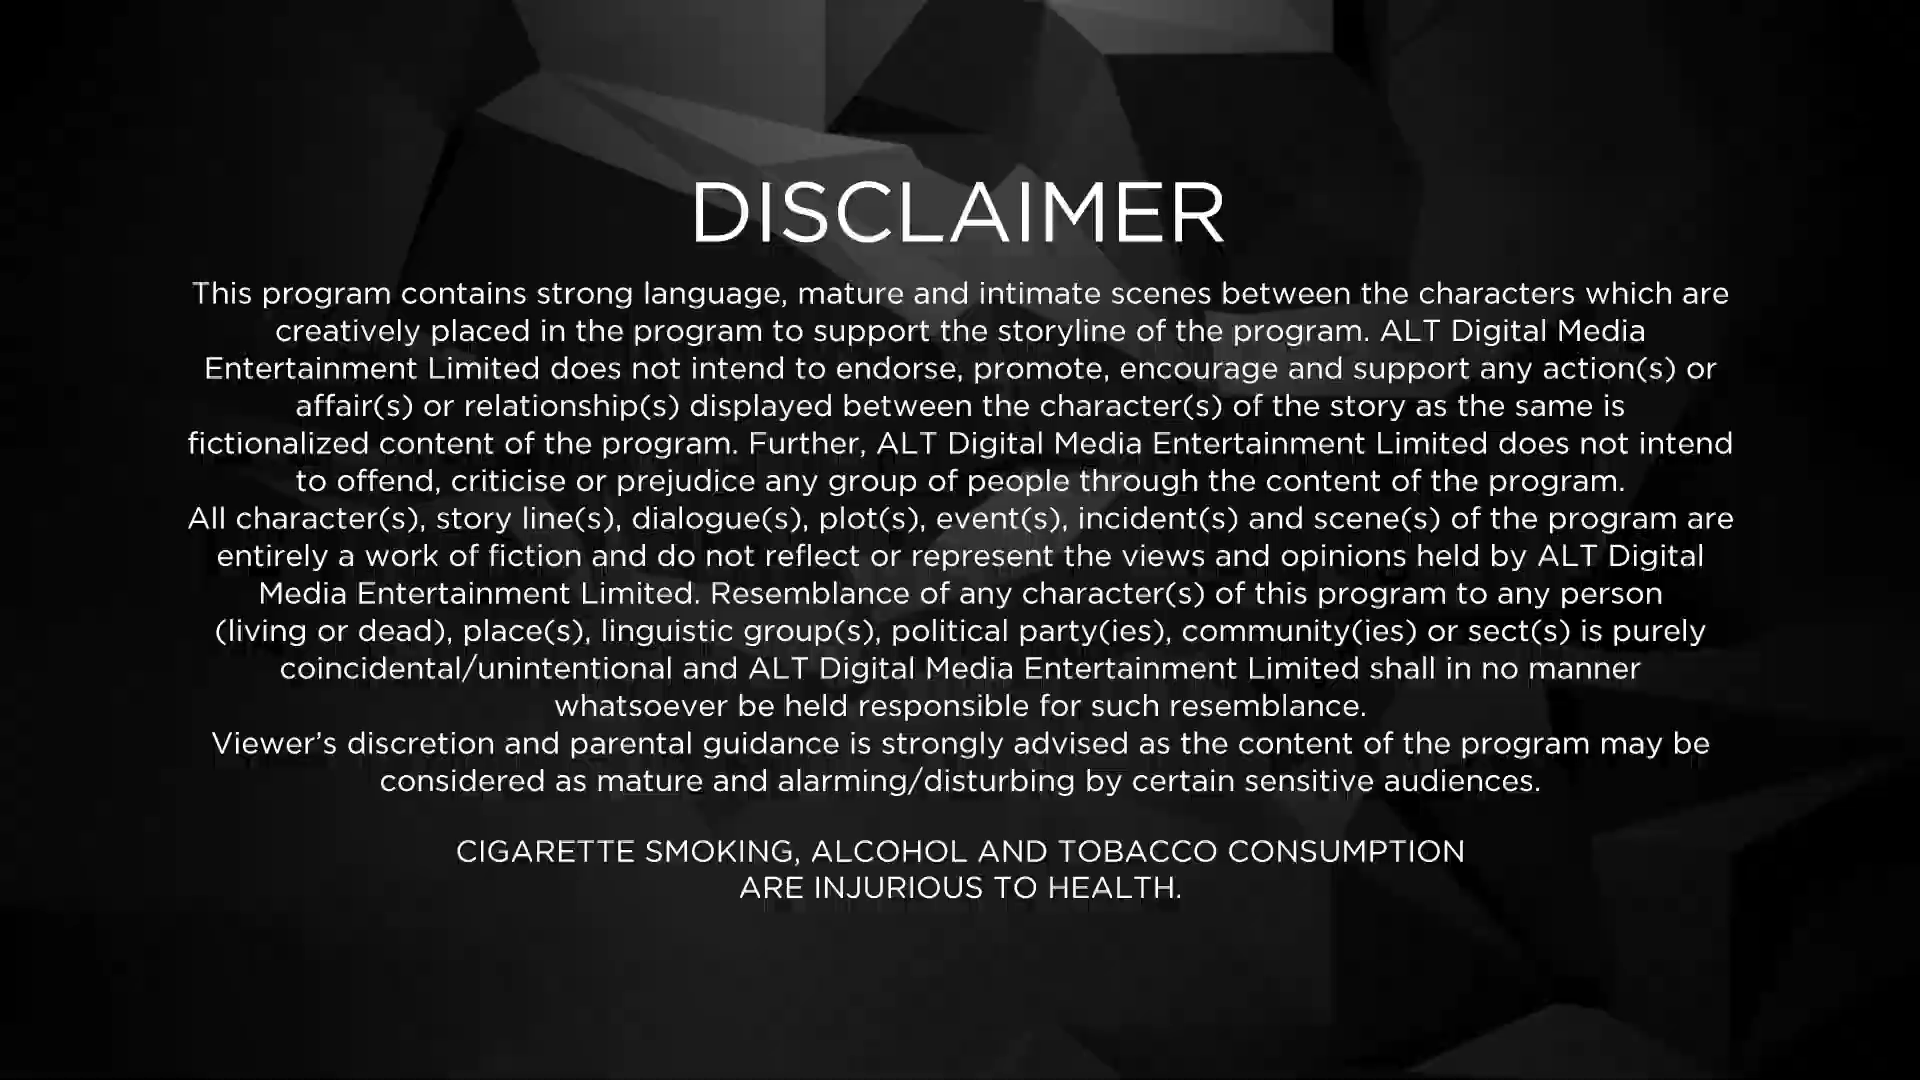 DISCLAIMER
This program contains strong language, mature and intimate scenes between the characters which are
creatively placed in the program to support the storyline of the program. ALT Digital Media
Entertainment Limited does not intend to endorse, promote, encourage and support any action(s) or
affair(s) or relationship(s) displayed between the character(s) of the story as the same is
fictionalized content of the program. Further, ALT Digital Media Entertainment Limited does not intend
to offend, criticise or prejudice any group of people through the content of the program.
All character(s), story line(s), dialogue(s), plot(s), event(s), incident(s) and scene(s) of the program are
entirely a work of fiction and do not reflect or represent the views and opinions held by ALT Digital
Media Entertainment Limited. Resemblance of any character(s) of this program to any person
(living or dead), place(s), linguistic group(s), political party(ies), community(ies) or sect(s) is purely
coincidental/unintentional and ALT Digital Media Entertainment Limited shall in no manner
whatsoever be held responsible for such resemblance.
Viewer’s discretion and parental guidance is strongly advised as the content of the program may be
considered as mature and alarming/disturbing by certain sensitive audiences.
CIGARETTE SMOKING, ALCOHOL AND TOBACCO CONSUMPTION
ARE INJURIOUS TO HEALTH.